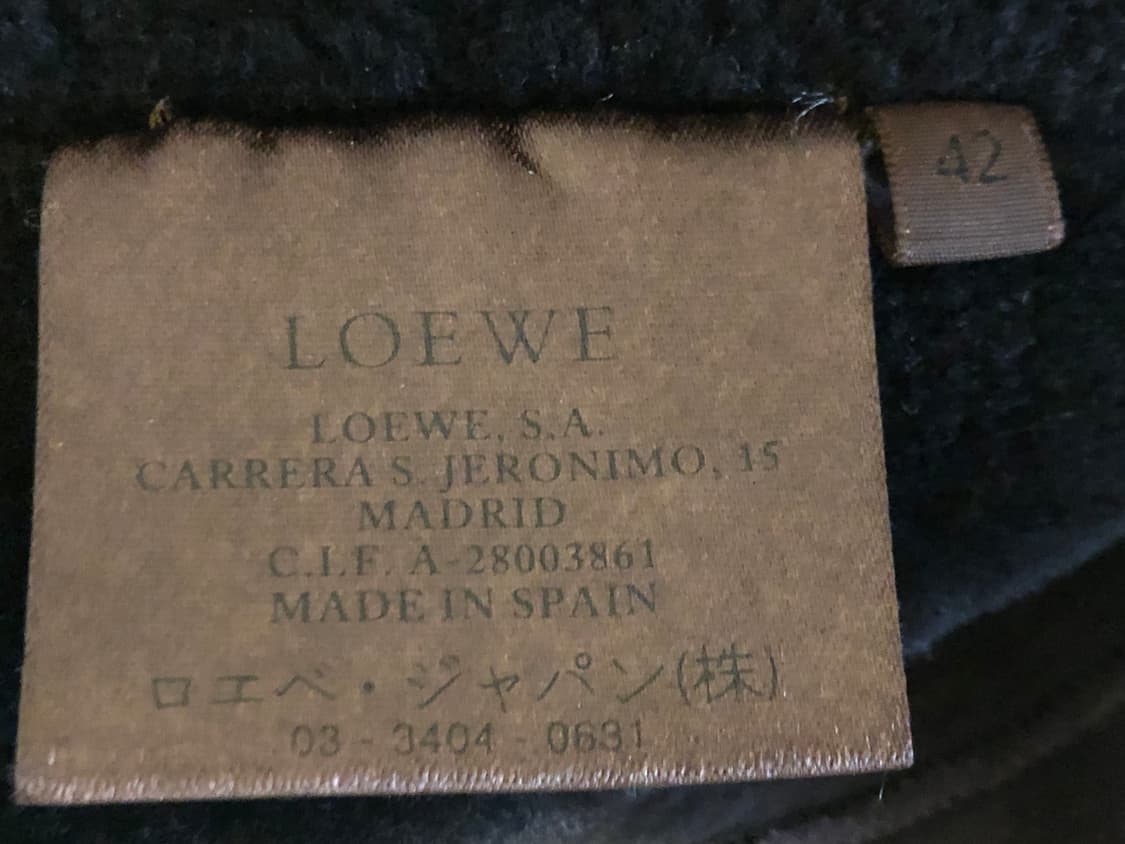 42
LOEWE
LOEWE, S.A.
CARRERA S. JERONIMO, 15
MADRID
C.I.F. A-28003861
MADE IN SPAIN
ロエベ・ジャパン(株)
03-3404-0631